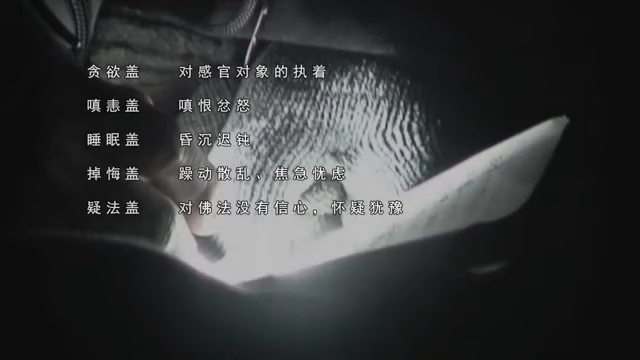 贪欲盖 对感官对象的执着
嗔恚盖 嗔恨忿怒
睡眠盖 昏沉迟钝
掉悔盖 躁动散乱、焦急忧虑
疑法盖 对佛法没有信心，怀疑犹豫